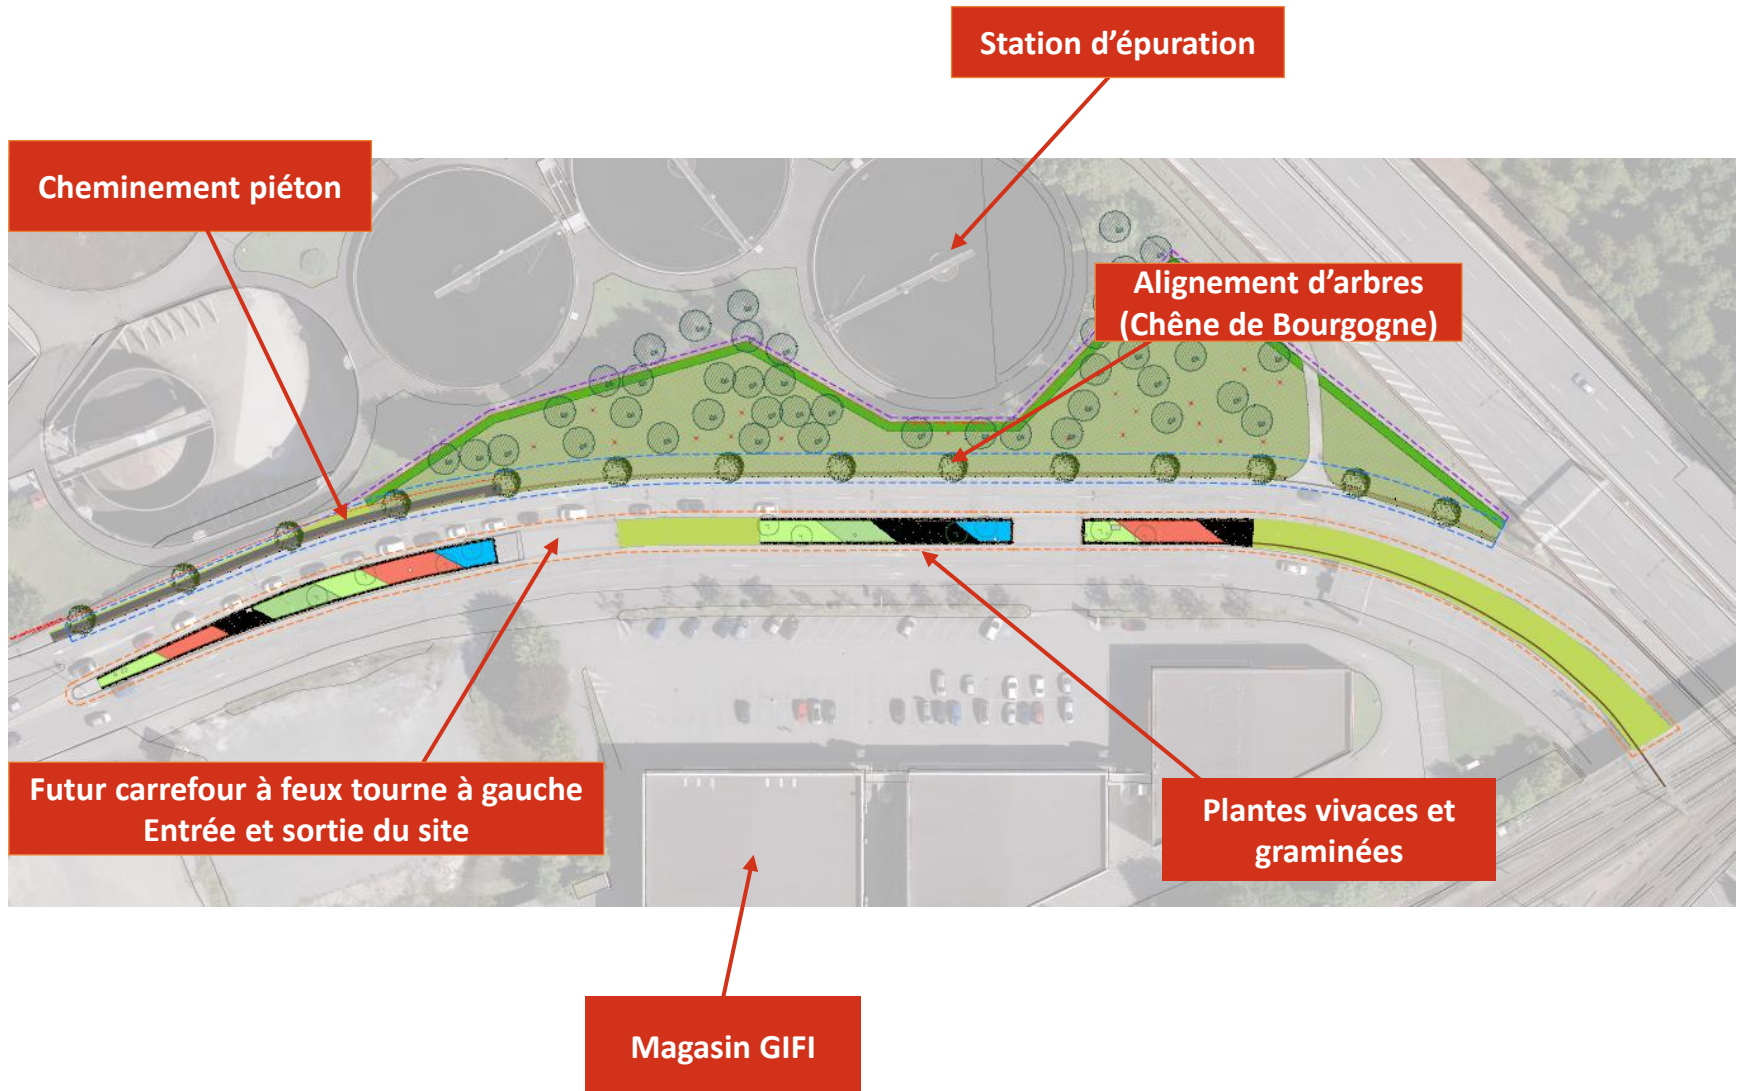 Station d’épuration
Cheminement piéton
Alignement d’arbres
(Chêne de Bourgogne)
Futur carrefour à feux tourne à gauche
Entrée et sortie du site
Plantes vivaces et
graminées
Magasin GIFI